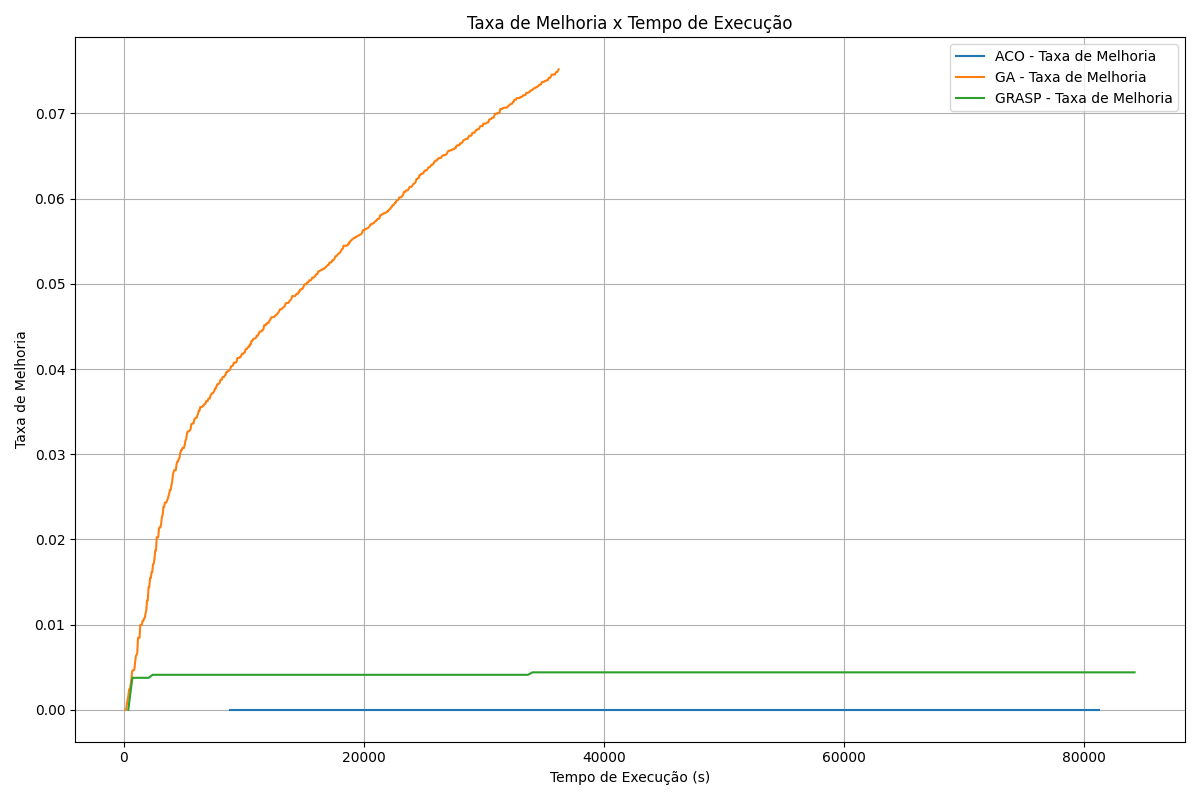 Taxa de Melhoria x Tempo de Execução
ACO - Taxa de Melhoria
GA - Taxa de Melhoria
GRASP - Taxa de Melhoria
Taxa de Melhoria
0.07
0.06
0.05
0.04
0.03
0.02
0.01
0.00
0
20000
40000
60000
80000
Tempo de Execução (s)